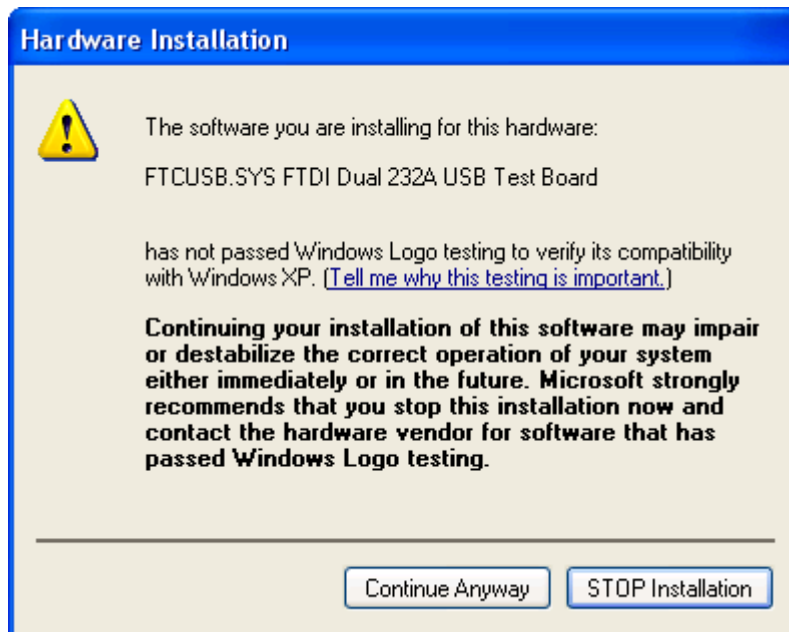 Hardware Installation
The software you are installing for this hardware:
FTCUSB.SYS FTDI Dual 232A USB Test Board
has not passed Windows Logo testing to verify its compatibility
with Windows XP. (Tell me why this testing is important.)
Continuing your installation of this software may impair
or destabilize the correct operation of your system
either immediately or in the future. Microsoft strongly
recommends that you stop this installation now and
contact the hardware vendor for software that has
passed Windows Logo testing.
Continue Anyway
STOP Installation